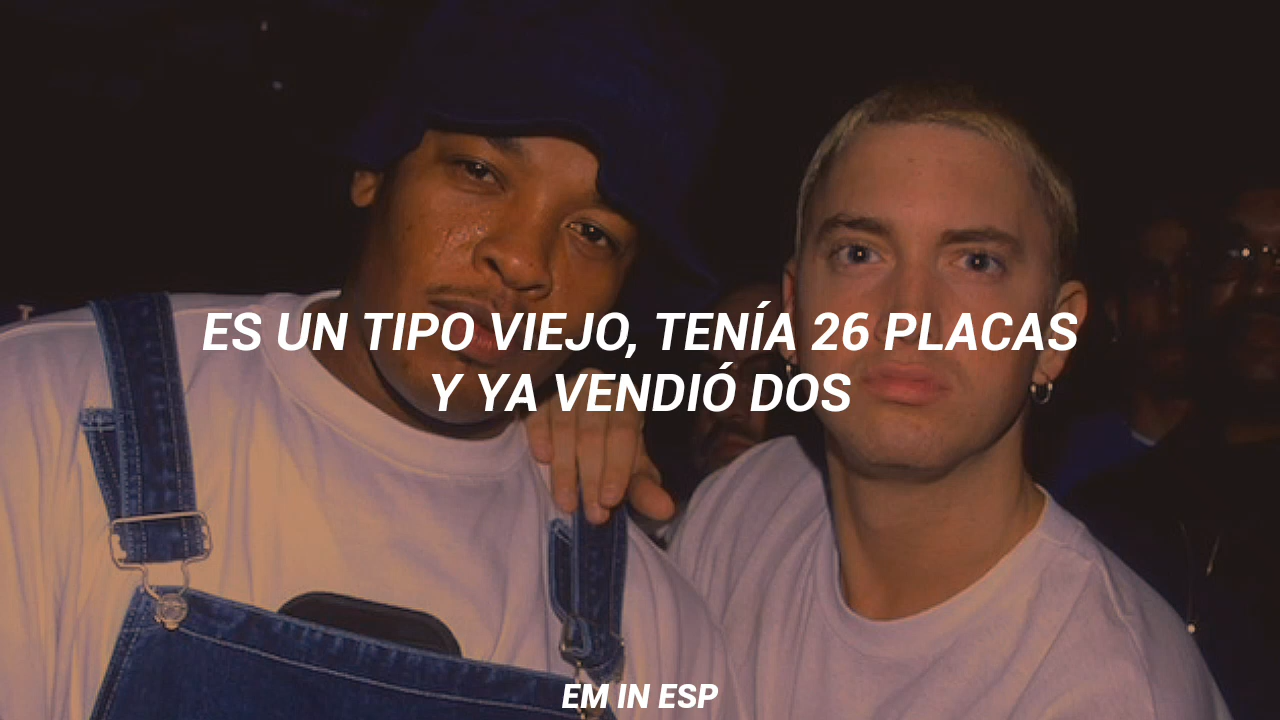 ES UN TIPO VIEJO, TENÍA 26 PLACAS
Y YA VENDIÓ DOS
EM IN ESP